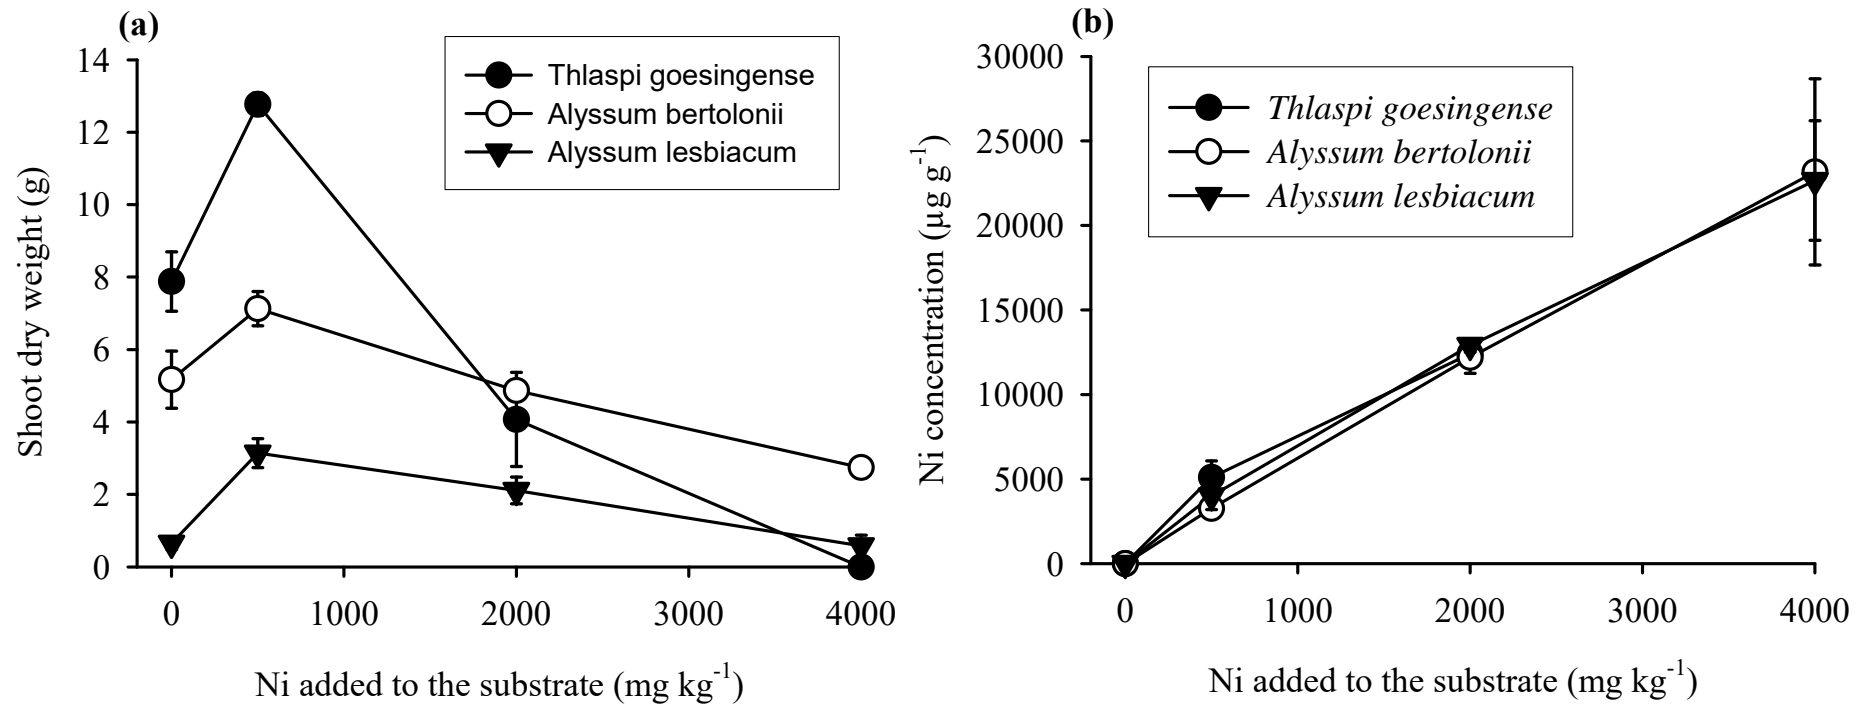 (a)
14
12
10
8
6
4
2
0
Shoot dry weight (g)
Thlaspi goesingense
Alyssum bertolonii
Alyssum lesbiacum
0 1000 2000 3000 4000
Ni added to the substrate (mg kg⁻¹)
(b)
30000
25000
20000
15000
10000
5000
0
Ni concentration (µg g⁻¹)
Thlaspi goesingense
Alyssum bertolonii
Alyssum lesbiacum
0 1000 2000 3000 4000
Ni added to the substrate (mg kg⁻¹)